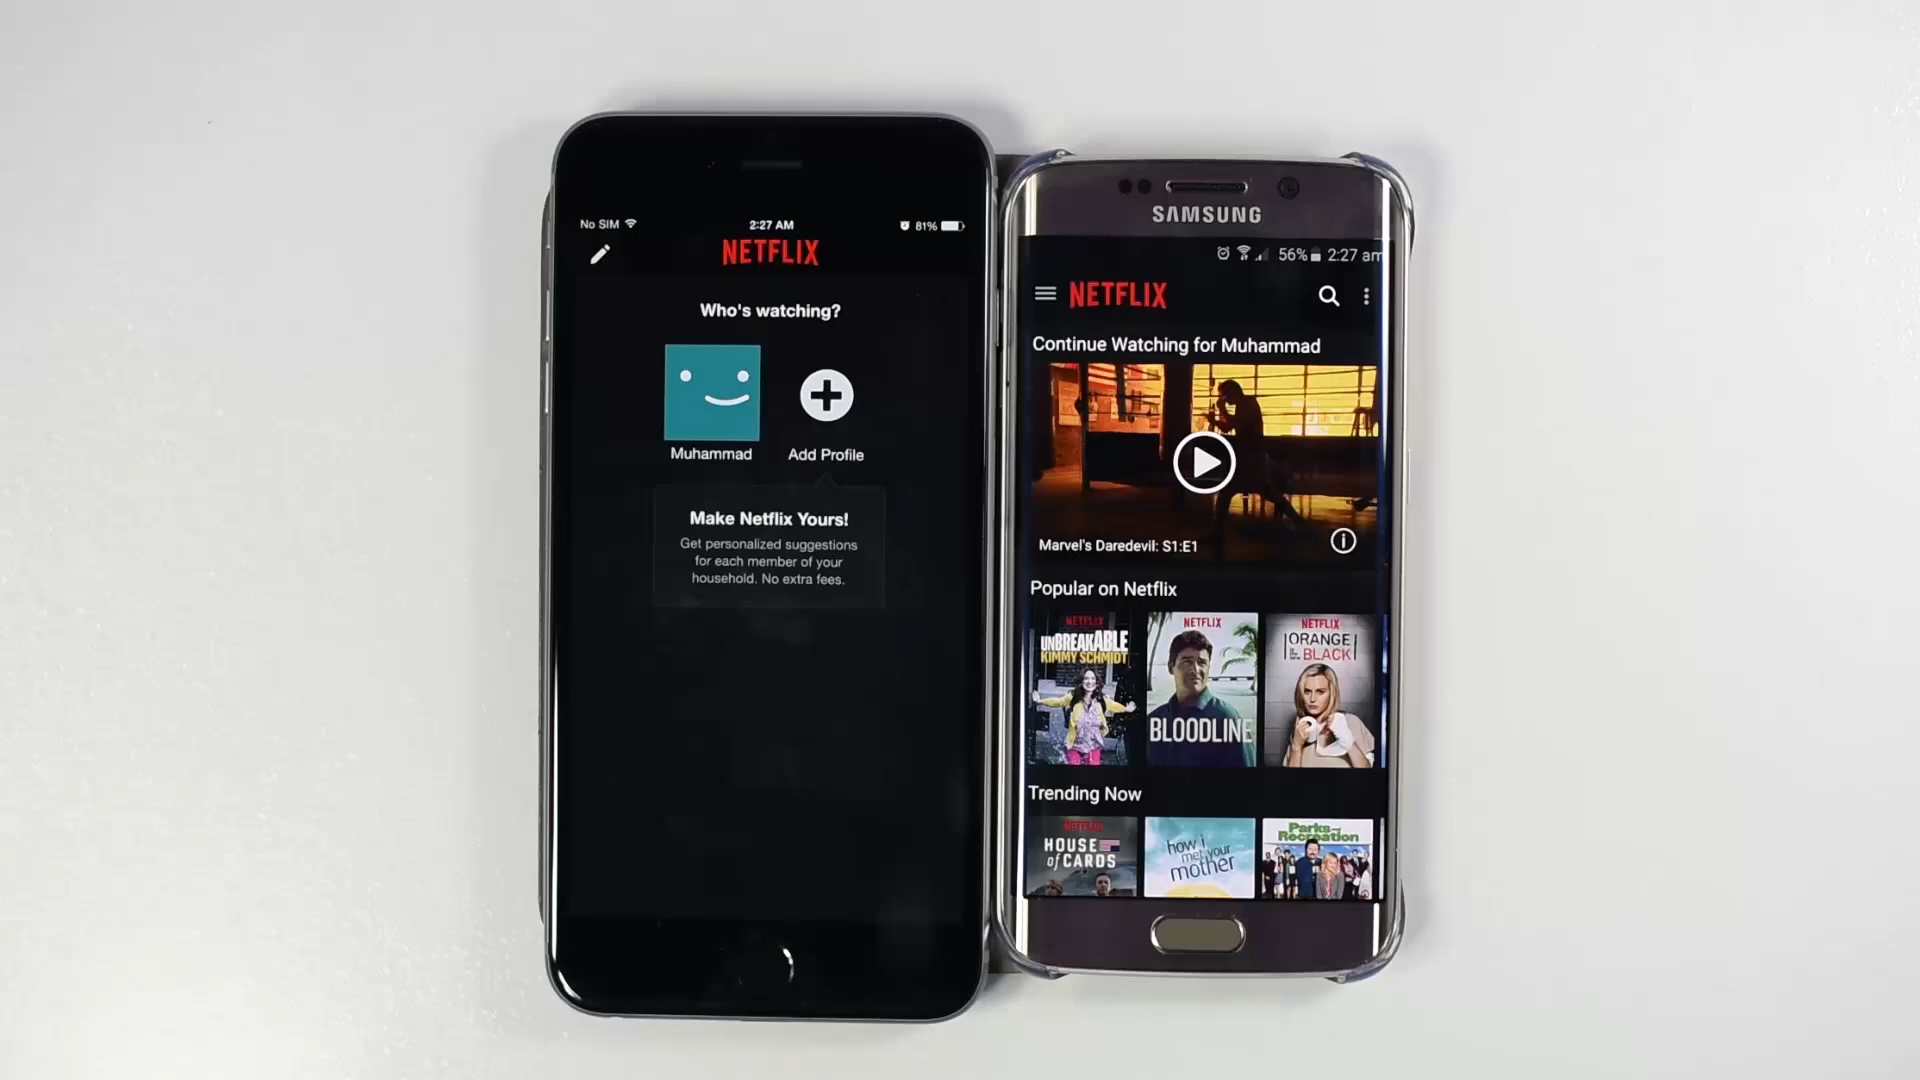 No SIM
2:27 AM
81%
NETFLIX
Who's watching?
Muhammad
Add Profile
Make Netflix Yours!
Get personalized suggestions
for each member of your
household. No extra fees.
SAMSUNG
56%
2:27 am
NETFLIX
Continue Watching for Muhammad
Marvel's Daredevil: S1:E1
Popular on Netflix
NETFLIX
UNBREAKABLE
KIMMY SCHMIDT
NETFLIX
BLOODLINE
NETFLIX
ORANGE
BLACK
Trending Now
NETFLIX
HOUSE
of CARDS
how i
met your
mother
Parks and
Recreation